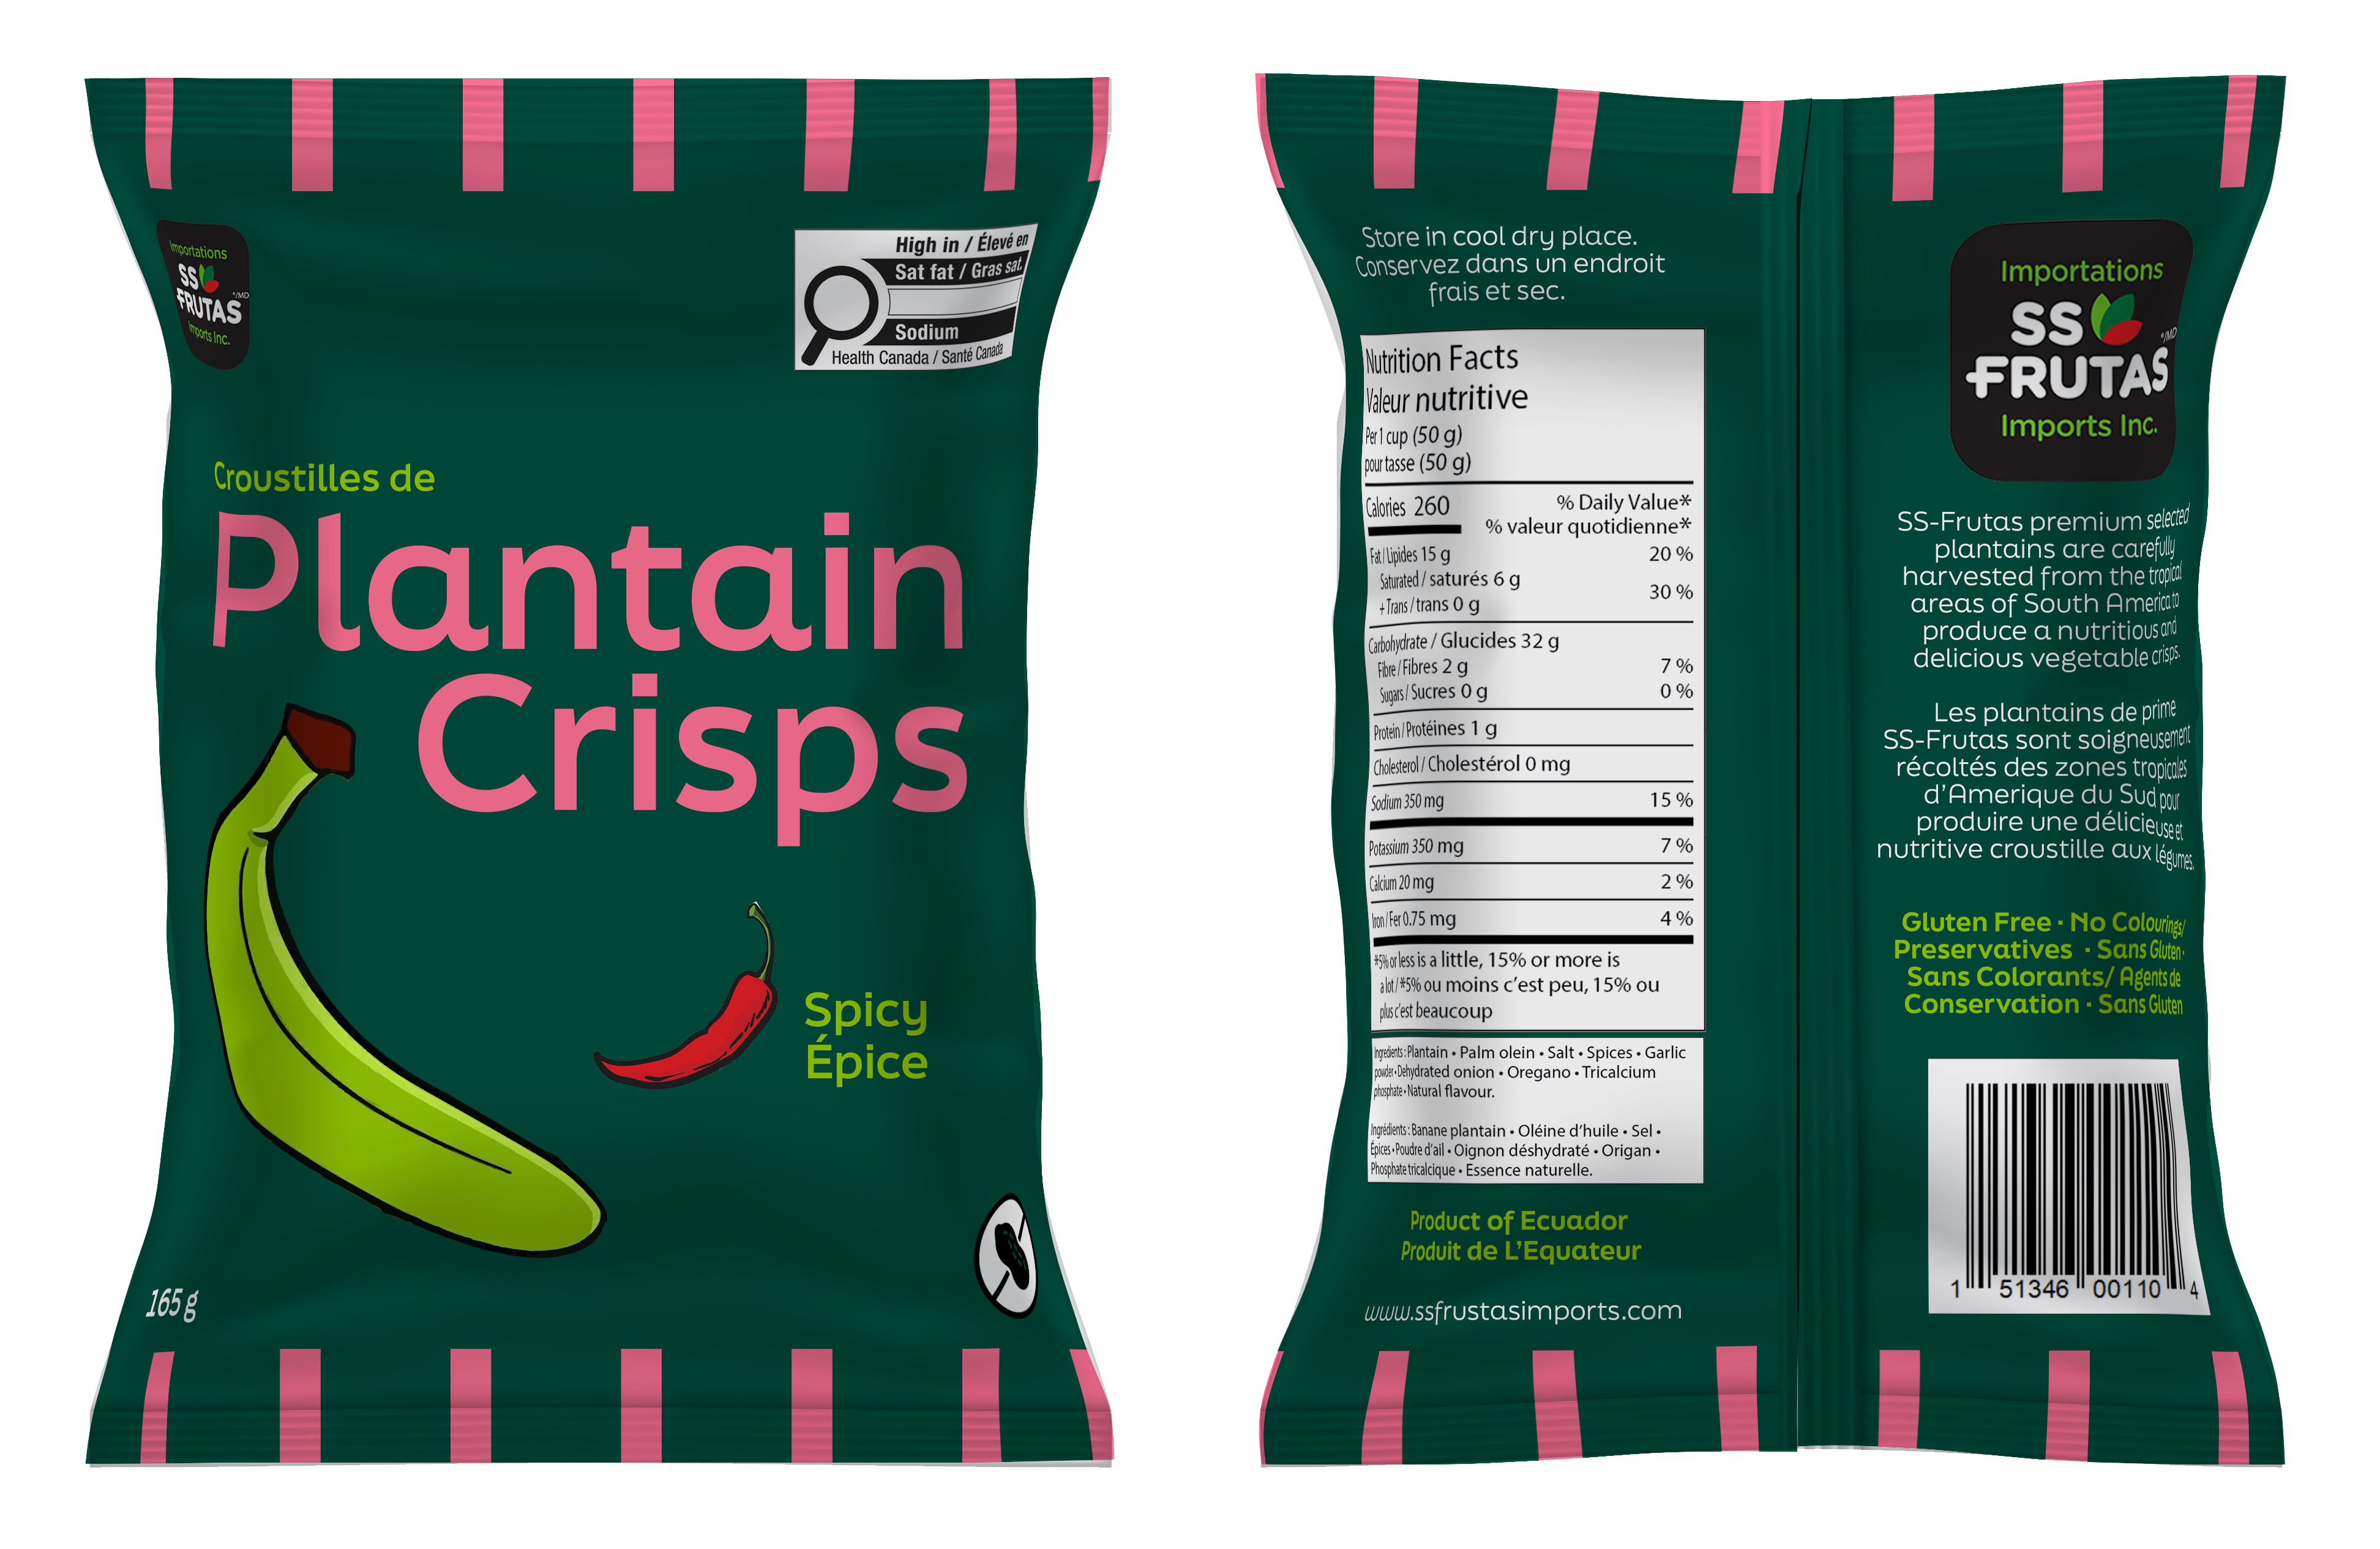 Importations
SS
FRUTAS
*/MD
Imports Inc.
High in / Élevé en
Sat fat / Gras sat.
Sodium
Health Canada / Santé Canada
Croustilles de
Plantain
Crisps
Spicy
Épice
165 g
Store in cool dry place.
Conservez dans un endroit
frais et sec.
Nutrition Facts
Valeur nutritive
Per 1 cup (50 g)
pour tasse (50 g)
Calories 260 % Daily Value*
% valeur quotidienne*
Fat / Lipides 15 g 20 %
Saturated / saturés 6 g
+ Trans / trans 0 g 30 %
Carbohydrate / Glucides 32 g
Fibre / Fibres 2 g 7 %
Sugars / Sucres 0 g 0 %
Protein / Protéines 1 g
Cholesterol / Cholestérol 0 mg
Sodium 350 mg 15 %
Potassium 350 mg 7 %
Calcium 20 mg 2 %
Iron / Fer 0.75 mg 4 %
*5% or less is a little, 15% or more is
a lot / *5% ou moins c'est peu, 15% ou
plus c'est beaucoup
Ingredients : Plantain • Palm olein • Salt • Spices • Garlic
powder • Dehydrated onion • Oregano • Tricalcium
phosphate • Natural flavour.
Ingrédients : Banane plantain • Oléine d'huile • Sel •
Épices • Poudre d'ail • Oignon déshydraté • Origan •
Phosphate tricalcique • Essence naturelle.
Product of Ecuador
Produit de L'Equateur
www.ssfrustasimports.com
Importations
SS
FRUTAS
*/MD
Imports Inc.
SS-Frutas premium selected
plantains are carefully
harvested from the tropical
areas of South America to
produce a nutritious and
delicious vegetable crisps.
Les plantains de prime
SS-Frutas sont soigneusement
récoltés des zones tropicales
d'Amerique du Sud pour
produire une délicieuse et
nutritive croustille aux légumes.
Gluten Free · No Colourings/
Preservatives · Sans Gluten ·
Sans Colorants/ Agents de
Conservation · Sans Gluten
1 51346 00110 4